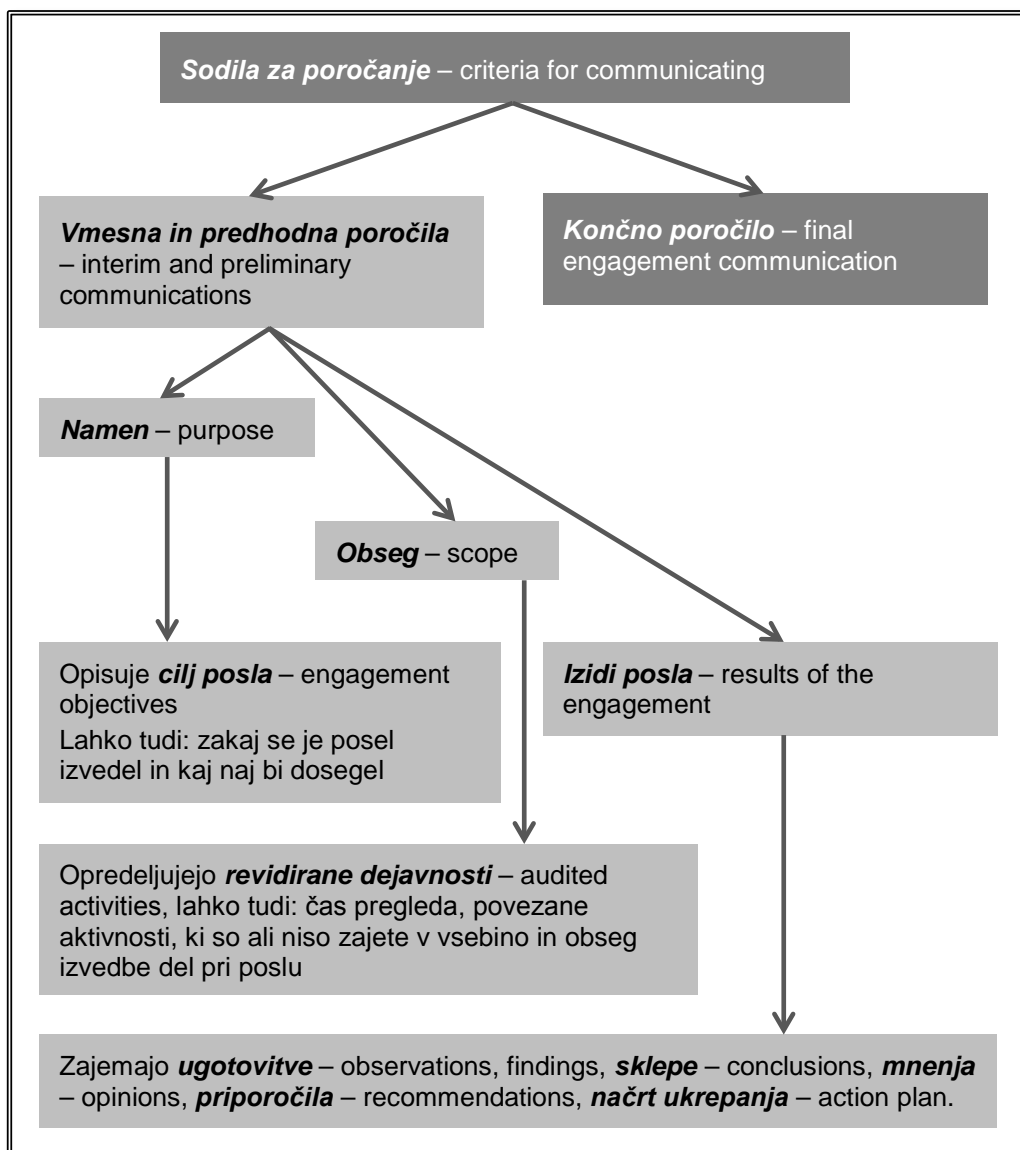 Sodila za poročanje – criteria for communicating
Vmesna in predhodna poročila
– interim and preliminary
communications
Končno poročilo – final
engagement communication
Namen – purpose
Obseg – scope
Opisuje cilj posla – engagement
objectives
Lahko tudi: zakaj se je posel
izvedel in kaj naj bi dosegel
Izidi posla – results of the
engagement
Opredeljujejo revidirane dejavnosti – audited
activities, lahko tudi: čas pregleda, povezane
aktivnosti, ki so ali niso zajete v vsebino in obseg
izvedbe del pri poslu
Zajemajo ugotovitve – observations, findings, sklepe – conclusions, mnenja
– opinions, priporočila – recommendations, načrt ukrepanja – action plan.